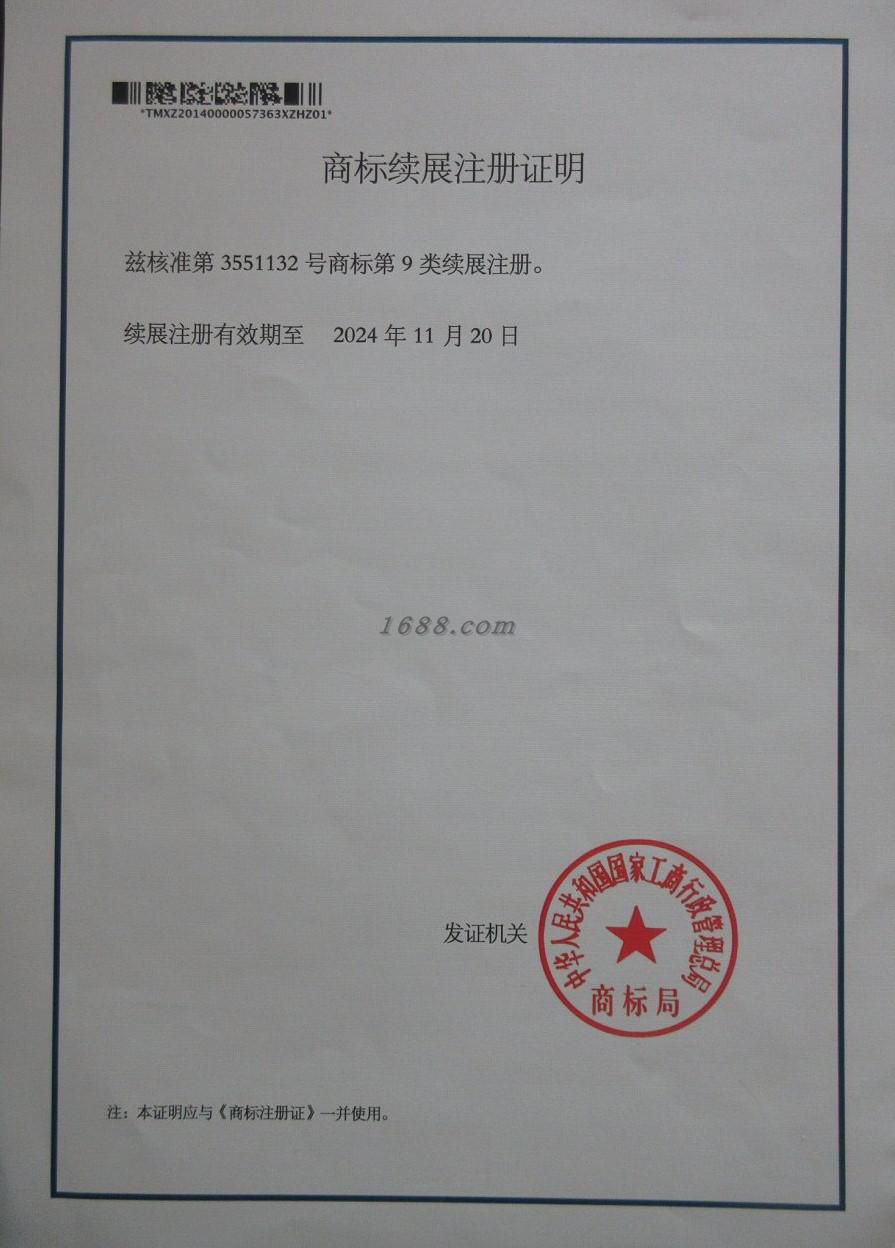 *TMXZ20140000057363XZHZ01*
商标续展注册证明
兹核准第 3551132 号商标第 9 类续展注册。
续展注册有效期至 2024 年 11 月 20 日
1688.com
中华人民共和国国家工商行政管理总局
发证机关
商标局
注：本证明应与《商标注册证》一并使用。